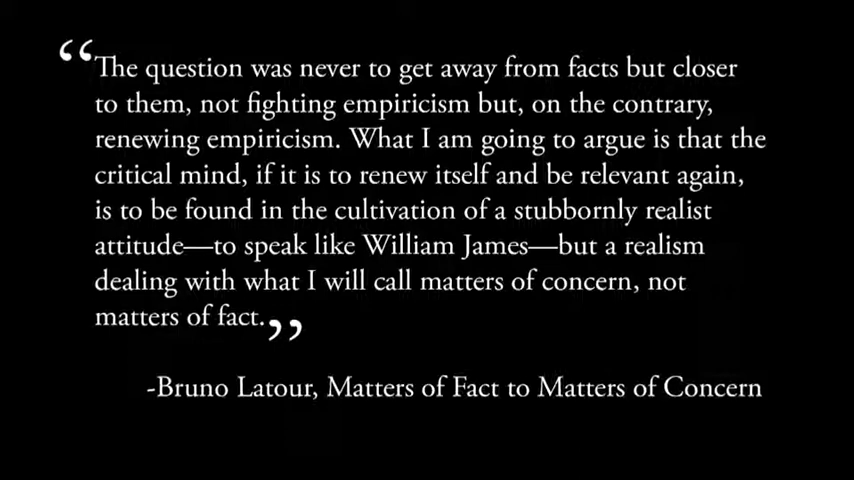 “The question was never to get away from facts but closer
to them, not fighting empiricism but, on the contrary,
renewing empiricism. What I am going to argue is that the
critical mind, if it is to renew itself and be relevant again,
is to be found in the cultivation of a stubbornly realist
attitude—to speak like William James—but a realism
dealing with what I will call matters of concern, not
matters of fact.”
-Bruno Latour, Matters of Fact to Matters of Concern